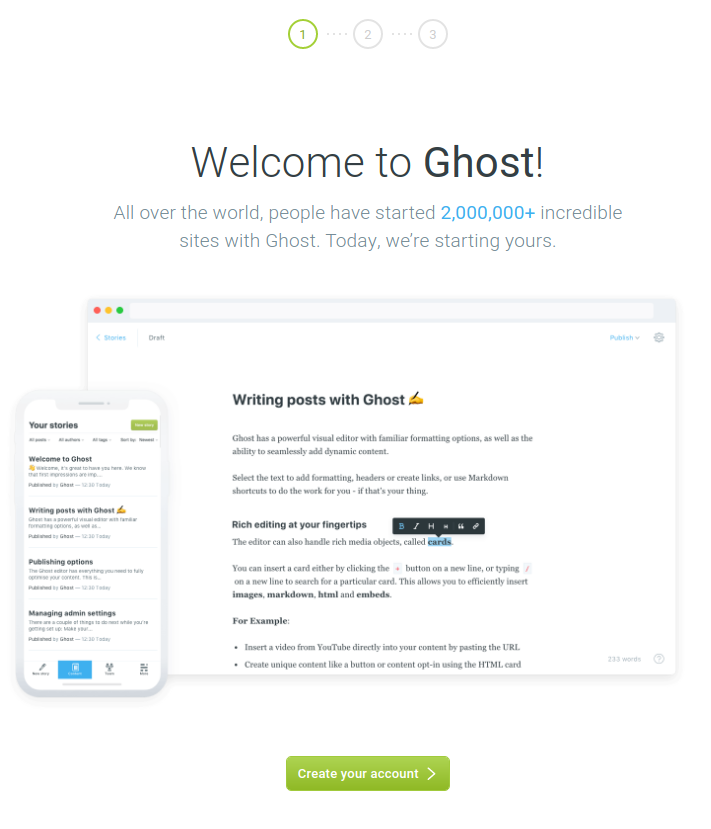 1
2
3
Welcome to Ghost!
All over the world, people have started 2,000,000+ incredible
sites with Ghost. Today, we’re starting yours.
Stories
Draft
Publish
Writing posts with Ghost ✍️
Ghost has a powerful visual editor with familiar formatting options, as well as the
ability to seamlessly add dynamic content.
Select the text to add formatting, headers or create links, or use Markdown
shortcuts to do the work for you - if that's your thing.
Rich editing at your fingertips
B I H H “ 
The editor can also handle rich media objects, called cards.
You can insert a card either by clicking the + button on a new line, or typing /
on a new line to search for a particular card. This allows you to efficiently insert
images, markdown, html and embeds.
For Example:
• Insert a video from YouTube directly into your content by pasting the URL
• Create unique content like a button or content opt-in using the HTML card
233 words
?
Your stories
New story
All posts
All authors
All tags
Sort by: Newest
Welcome to Ghost
👋 Welcome, it's great to have you here. We know
that first impressions are imp...
Published by Ghost — 12:30 Today
Writing posts with Ghost ✍️
Ghost has a powerful visual editor with familiar
formatting options, as well as...
Published by Ghost — 12:30 Today
Publishing options
The Ghost editor has everything you need to fully
optimise your content. This is...
Published by Ghost — 12:30 Today
Managing admin settings
There are a couple of things to do next while you're
getting set up: Make your...
Published by Ghost — 12:30 Today
New story
Content
Team
More
Create your account